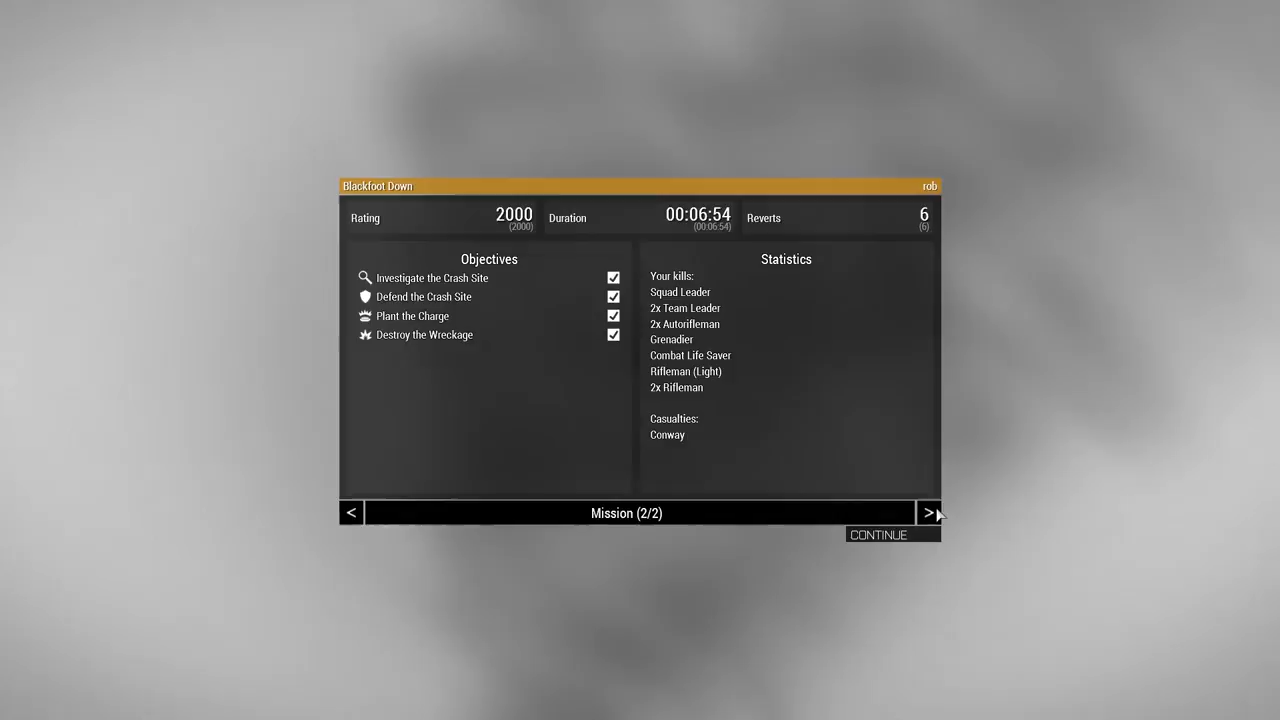 Blackfoot Down
rob
Rating
2000
(2000)
Duration
00:06:54
(00:06:54)
Reverts
6
(6)
Objectives
Investigate the Crash Site
Defend the Crash Site
Plant the Charge
Destroy the Wreckage
Statistics
Your kills:
Squad Leader
2x Team Leader
2x Autorifleman
Grenadier
Combat Life Saver
Rifleman (Light)
2x Rifleman
Casualties:
Conway
< Mission (2/2) >
CONTINUE